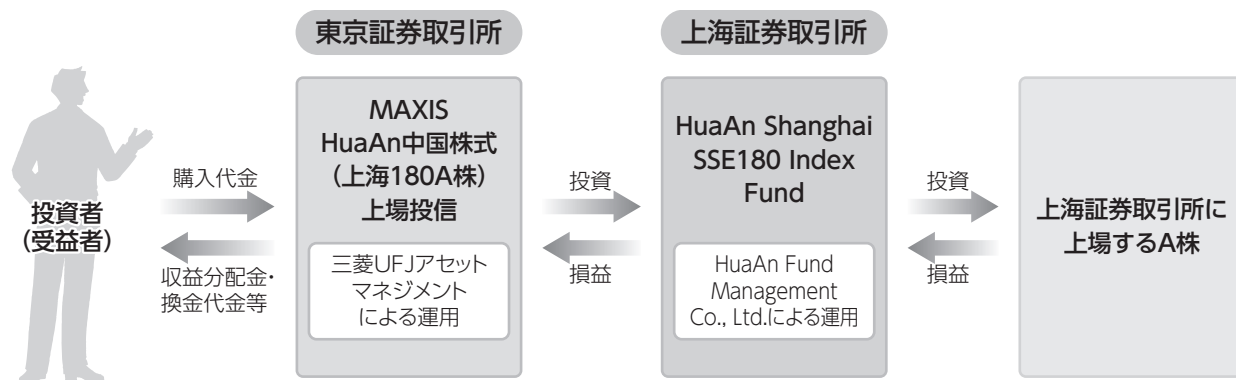 東京証券取引所
上海証券取引所
投資者
(受益者)
購入代金
収益分配金・
換金代金等
MAXIS
HuaAn中国株式
(上海180A株)
上場投信
三菱UFJアセット
マネジメント
による運用
投資
損益
HuaAn Shanghai
SSE180 Index
Fund
HuaAn Fund
Management
Co., Ltd.による運用
投資
損益
上海証券取引所に
上場するA株